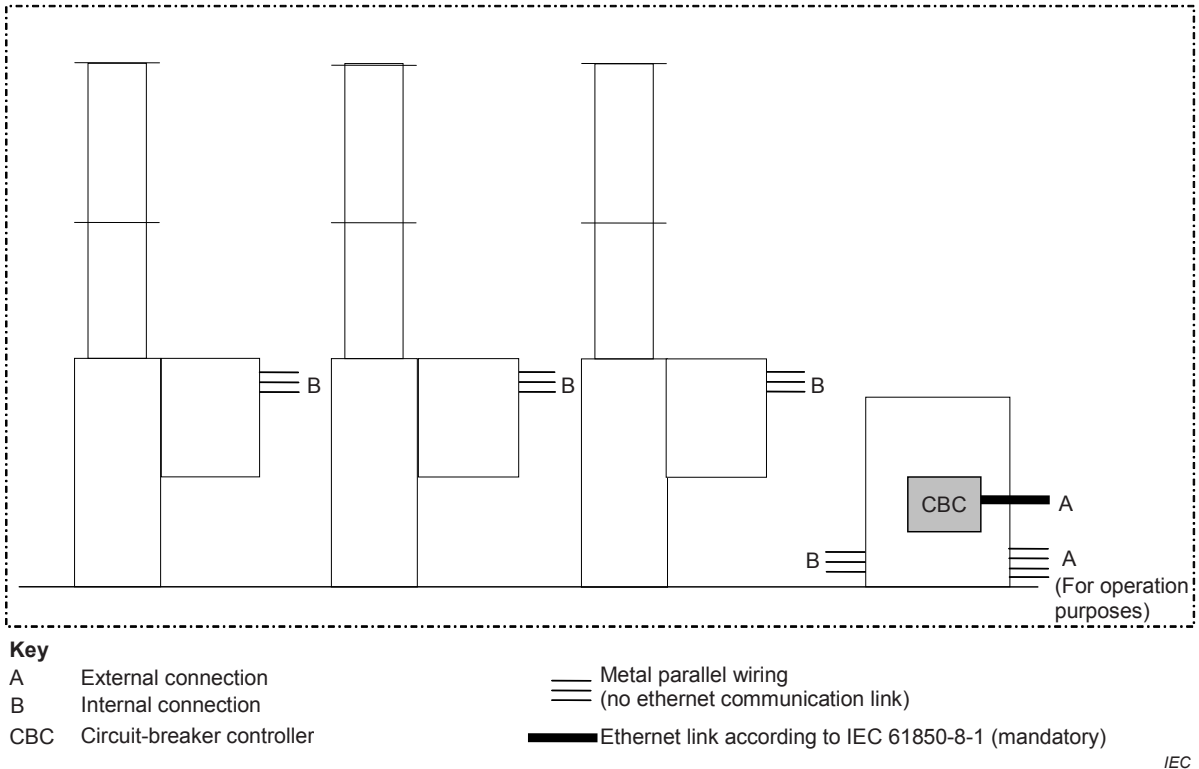 B
B
B
CBC
A
B
A
(For operation
purposes)
Key
A External connection
B Internal connection
CBC Circuit-breaker controller
Metal parallel wiring
(no ethernet communication link)
Ethernet link according to IEC 61850-8-1 (mandatory)
IEC